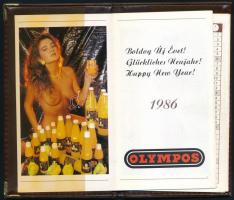 Boldog Új Évet!
Glückliches Neujahr!
Happy New Year!
1986
OLYMPOS